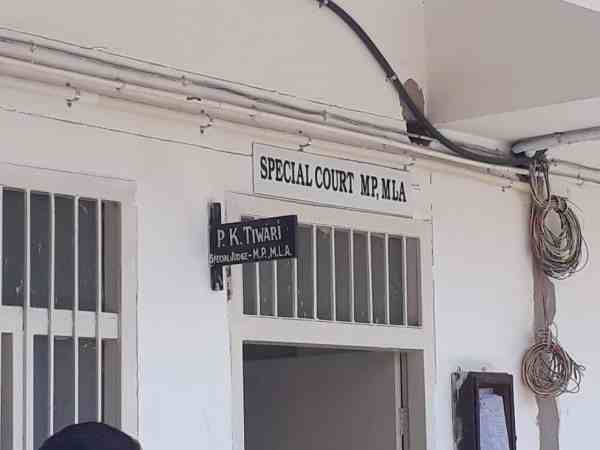 SPECIAL COURT MP, MLA
P. K. TIWARI
SPECIAL JUDGE - M.P., M.L.A.